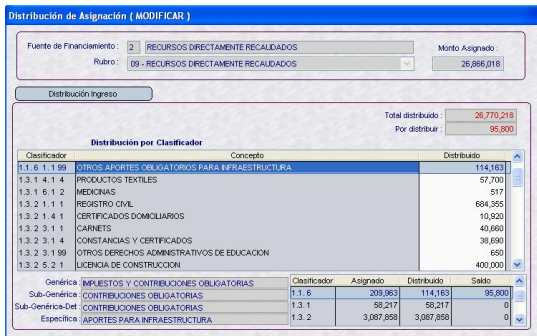 Distribución de Asignación ( MODIFICAR )
Fuente de Financiamiento : 2 RECURSOS DIRECTAMENTE RECAUDADOS Monto Asignado :
Rubro : 09 - RECURSOS DIRECTAMENTE RECAUDADOS 26,866,018
Distribución Ingreso
Total distribuido : 26,770,218
Por distribuir : 95,800
Distribución por Clasificador
Clasificador Concepto Distribuido
1.1. 6 1. 1 99 OTROS APORTES OBLIGATORIOS PARA INFRAESTRUCTURA 114,163
1.3. 1 4. 1 4 PRODUCTOS TEXTILES 57,700
1.3. 1 6. 1 2 MEDICINAS 517
1.3. 2 1. 1 1 REGISTRO CIVIL 684,355
1.3. 2 1. 4 1 CERTIFICADOS DOMICILIARIOS 10,920
1.3. 2 3. 1 1 CARNETS 40,660
1.3. 2 3. 1 4 CONSTANCIAS Y CERTIFICADOS 38,690
1.3. 2 3. 1 99 OTROS DERECHOS ADMINISTRATIVOS DE EDUCACION 650
1.3. 2 5. 2 1 LICENCIA DE CONSTRUCCION 400,000
Genérica : IMPUESTOS Y CONTRIBUCIONES OBLIGATORIAS
Sub-Genérica : CONTRIBUCIONES OBLIGATORIAS
Sub-Genérica-Det : CONTRIBUCIONES OBLIGATORIAS
Específica : APORTES PARA INFRAESTRUCTURA
Clasificador Asignado Distribuido Saldo
1.1. 6 209,963 114,163 95,800
1.3. 1 58,217 58,217 0
1.3. 2 3,087,858 3,087,858 0